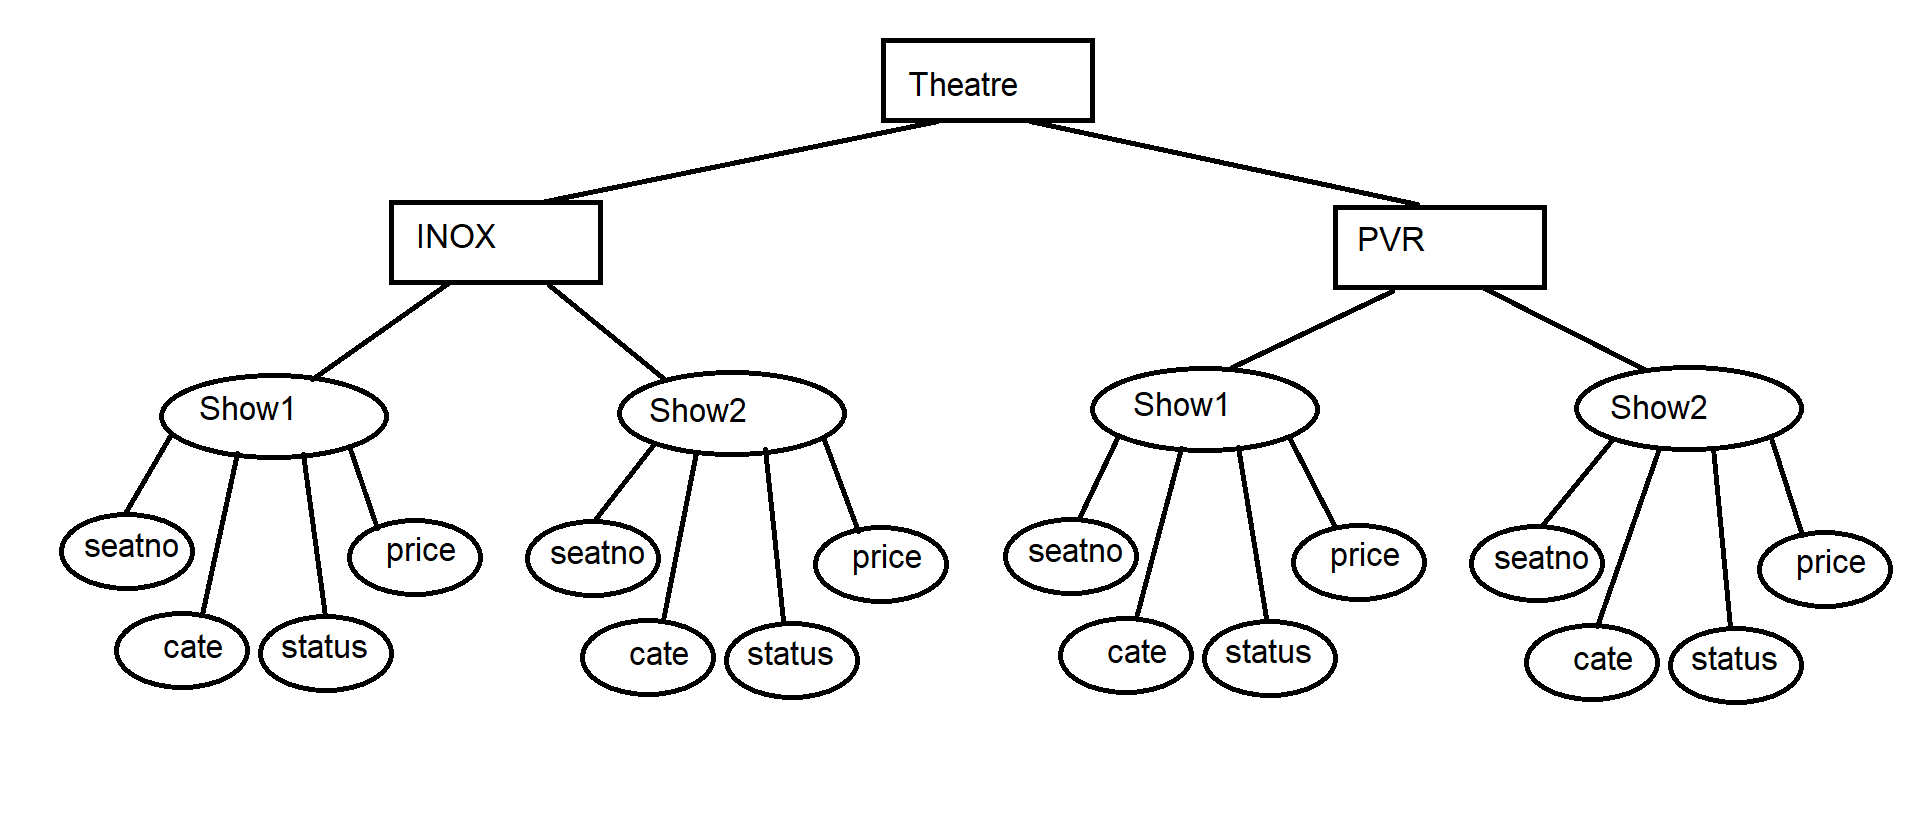 Theatre
INOX
PVR
Show1
Show2
Show1
Show2
seatno
price
seatno
price
seatno
price
seatno
price
cate
status
cate
status
cate
status
cate
status